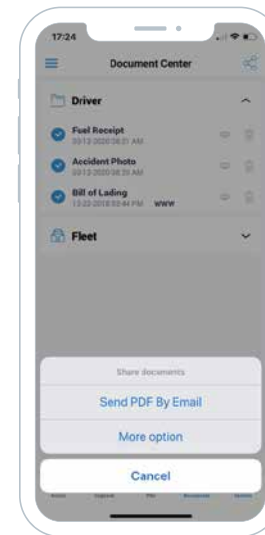 17:24
Document Center
Driver
Fuel Receipt
Accident Photo
Bill of Lading
www
Fleet
Share documents
Send PDF By Email
More option
Cancel